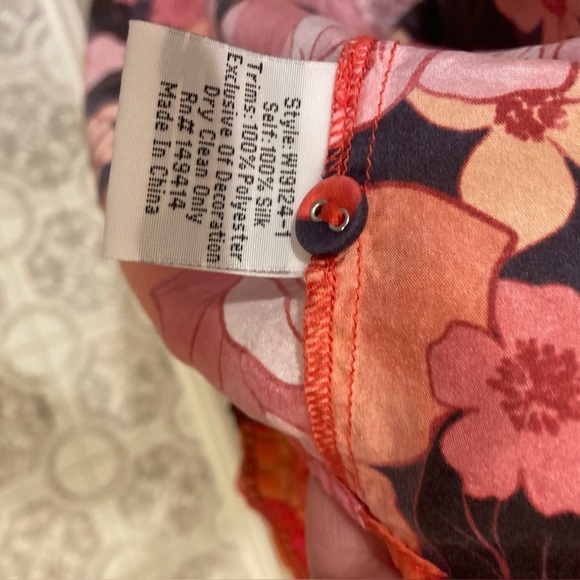 Style: W19124-1
Self: 100% Silk
Trims: 100% Polyester
Exclusive Of Decoration
Dry Clean Only
Rn# 149414
Made In China